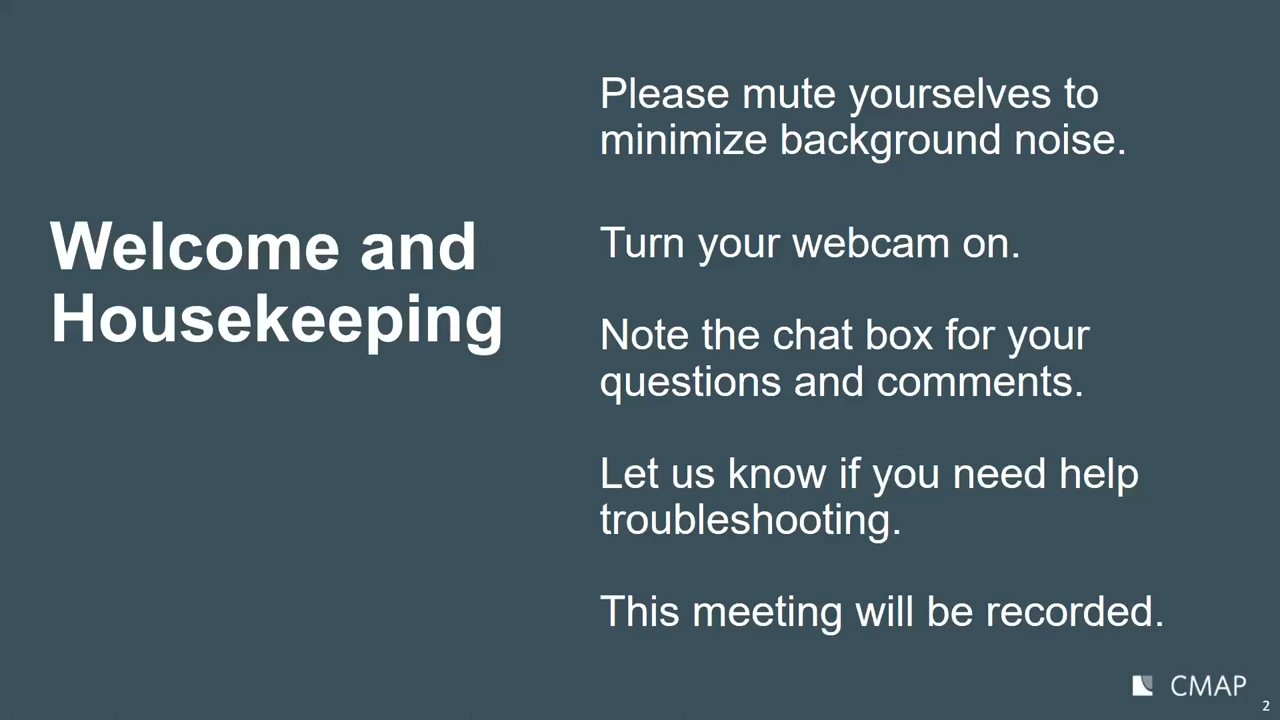 Welcome and
Housekeeping
Please mute yourselves to
minimize background noise.
Turn your webcam on.
Note the chat box for your
questions and comments.
Let us know if you need help
troubleshooting.
This meeting will be recorded.
CMAP
2